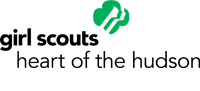 girl scouts
heart of the hudson